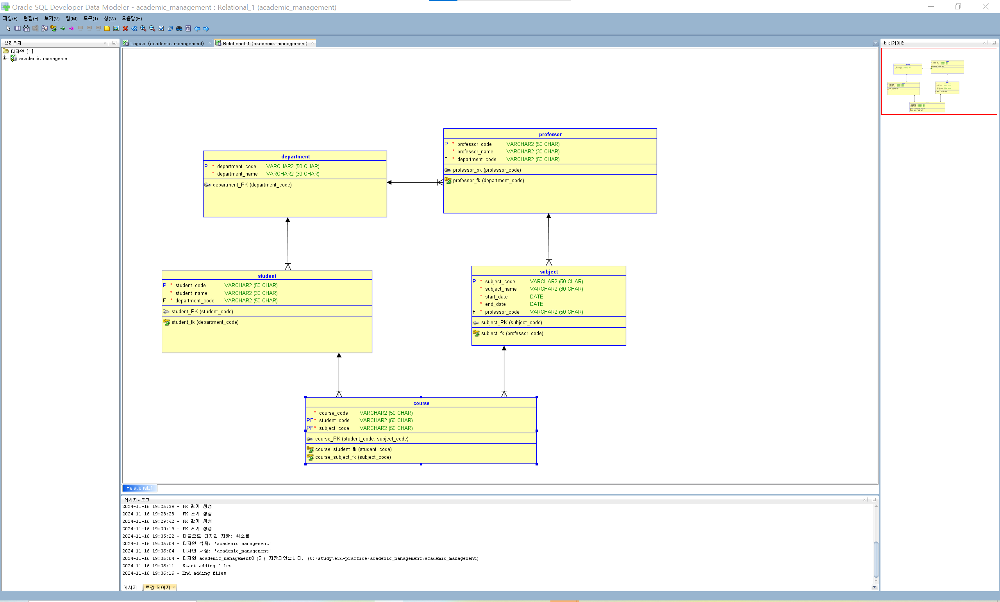 Oracle SQL Developer Data Modeler - academic_management : Relational_1 (academic_management)
파일(F) 편집(E) 보기(V) 팀(M) 도구(T) 창(W) 도움말(H)
브라우저
디자인 [1]
academic_manageme...
Logical (academic_management)
Relational_1 (academic_management)
네비게이터
professor
P * professor_code VARCHAR2 (50 CHAR)
* professor_name VARCHAR2 (30 CHAR)
F * department_code VARCHAR2 (50 CHAR)
professor_pk (professor_code)
professor_fk (department_code)
department
P * department_code VARCHAR2 (50 CHAR)
* department_name VARCHAR2 (30 CHAR)
department_PK (department_code)
student
P * student_code VARCHAR2 (50 CHAR)
* student_name VARCHAR2 (30 CHAR)
F * department_code VARCHAR2 (50 CHAR)
student_PK (student_code)
student_fk (department_code)
subject
P * subject_code VARCHAR2 (50 CHAR)
* subject_name VARCHAR2 (30 CHAR)
* start_date DATE
* end_date DATE
F * professor_code VARCHAR2 (50 CHAR)
subject_PK (subject_code)
subject_fk (professor_code)
course
* course_code VARCHAR2 (50 CHAR)
PF* student_code VARCHAR2 (50 CHAR)
PF* subject_code VARCHAR2 (50 CHAR)
course_PK (student_code, subject_code)
course_student_fk (student_code)
course_subject_fk (subject_code)
Relational_1
메시지 - 로그
2024-11-16 19:26:39 - FK 관계 생성
2024-11-16 19:28:28 - FK 관계 생성
2024-11-16 19:29:42 - FK 관계 생성
2024-11-16 19:30:19 - FK 관계 생성
2024-11-16 19:35:22 - 다음으로 디자인 저장: 취소됨
2024-11-16 19:36:04 - 디자인 삭제: 'academic_management'
2024-11-16 19:36:04 - 디자인 저장: 'academic_management'
2024-11-16 19:36:04 - 디자인 academic_management이(가) 저장되었습니다. (C:\study\erd-practice\academic_management\academic_management)
2024-11-16 19:36:11 - Start adding files
2024-11-16 19:36:16 - End adding files
메시지
로깅 페이지